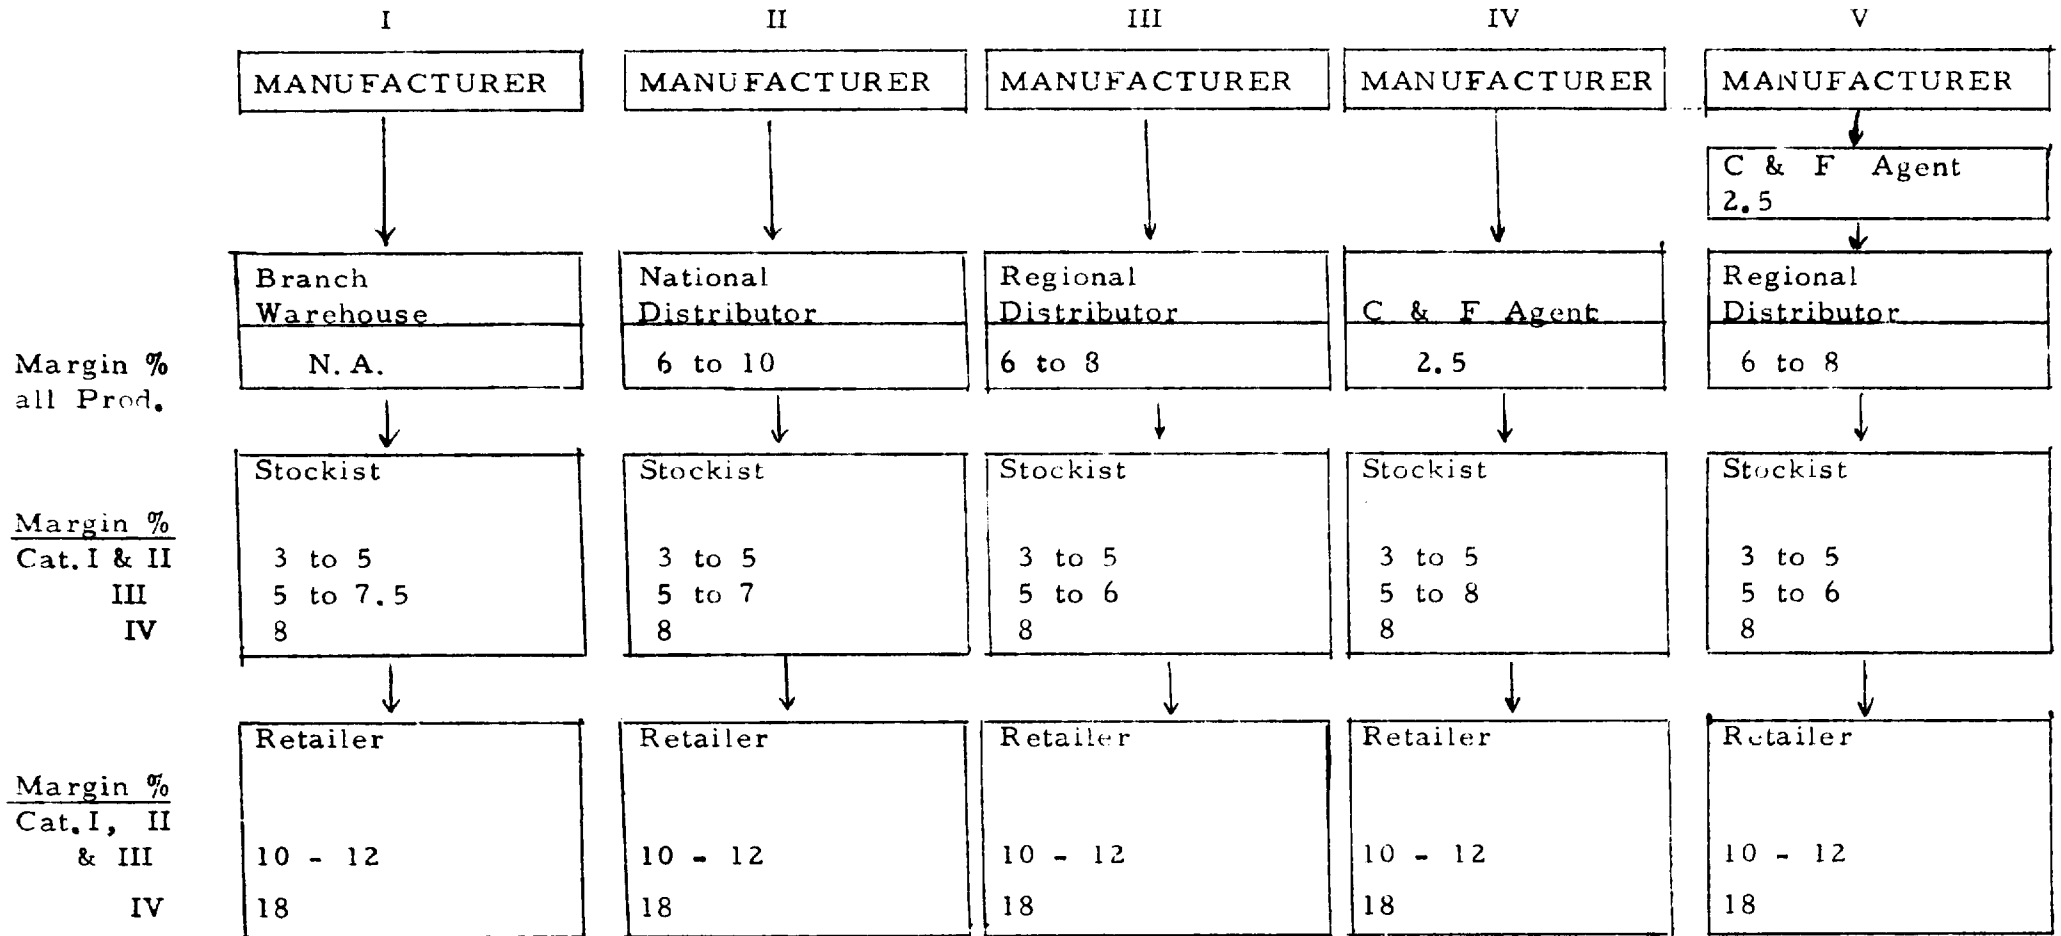 I II III IV V
MANUFACTURER MANUFACTURER MANUFACTURER MANUFACTURER MANUFACTURER
C & F Agent
2.5
Branch National Regional Regional
Warehouse Distributor Distributor C & F Agent Distributor
Margin % N.A. 6 to 10 6 to 8 2.5 6 to 8
all Prod.
Stockist Stockist Stockist Stockist Stockist
Margin %
Cat. I & II 3 to 5 3 to 5 3 to 5 3 to 5 3 to 5
III 5 to 7.5 5 to 7 5 to 6 5 to 8 5 to 6
IV 8 8 8 8 8
Retailer Retailer Retailer Retailer Retailer
Margin %
Cat. I, II
& III 10 - 12 10 - 12 10 - 12 10 - 12 10 - 12
IV 18 18 18 18 18